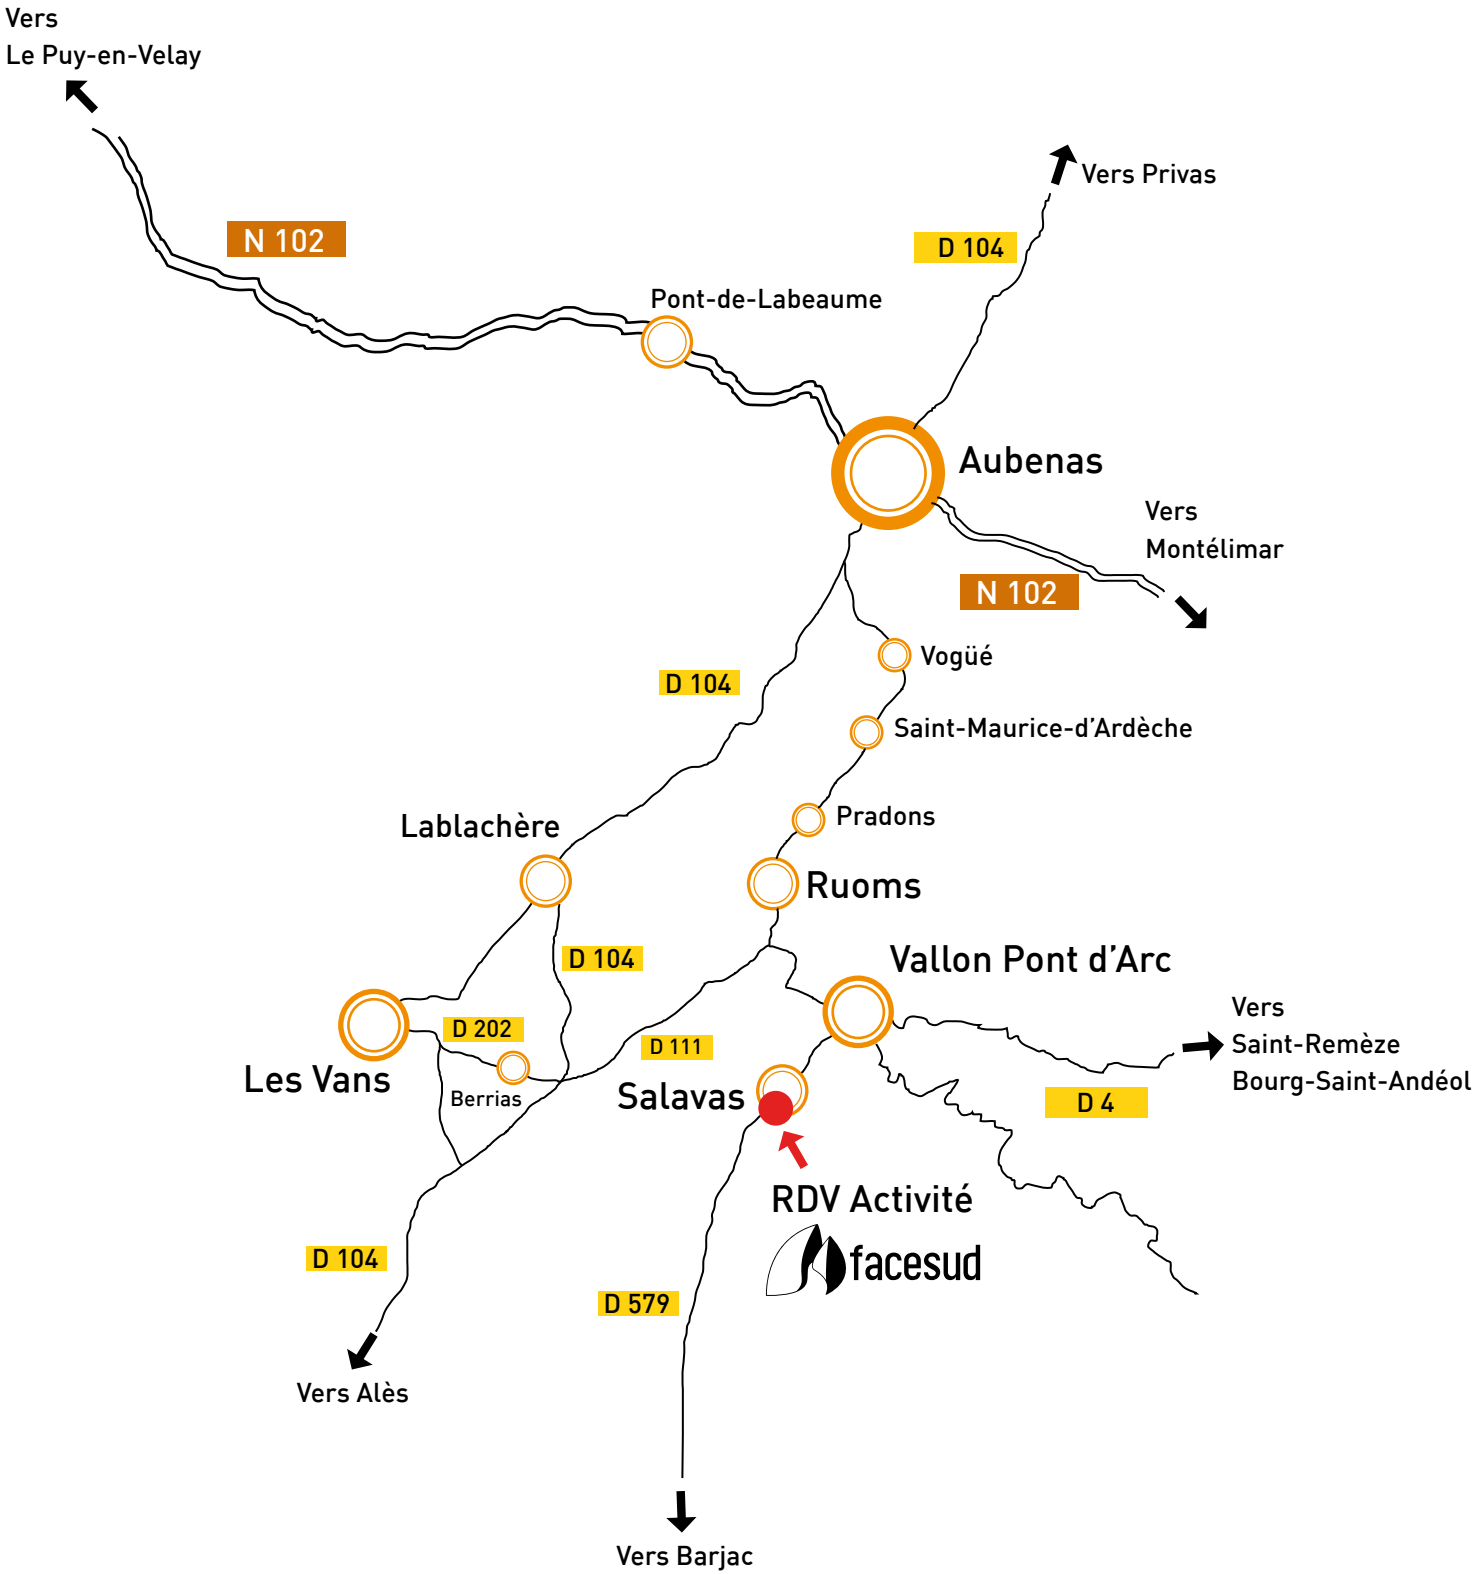 Vers
Le Puy-en-Velay
Vers Privas
N 102
D 104
Pont-de-Labeaume
Aubenas
Vers
Montélimar
N 102
Vogüé
D 104
Saint-Maurice-d’Ardèche
Pradons
Lablachère
Ruoms
D 104
Vallon Pont d’Arc
Vers
Saint-Remèze
Bourg-Saint-Andéol
D 202
D 111
Les Vans
Berrias
Salavas
D 4
RDV Activité
facesud
D 104
D 579
Vers Alès
Vers Barjac